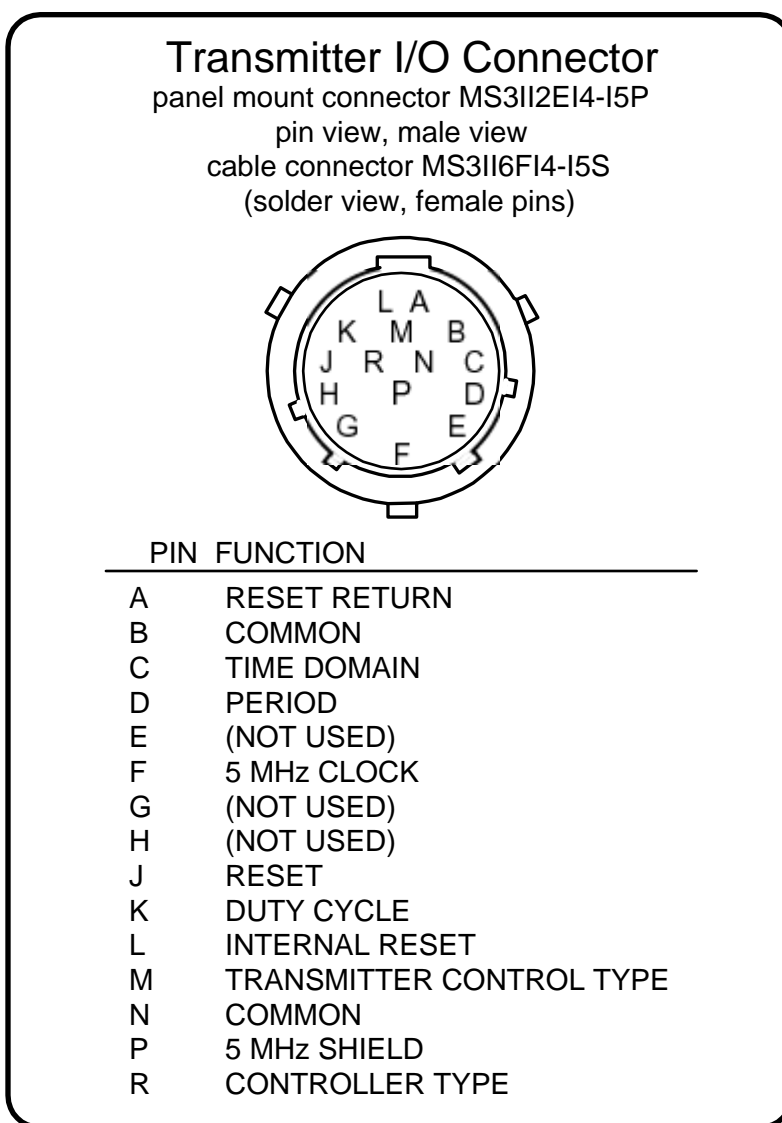 Transmitter I/O Connector
panel mount connector MS3II2EI4-I5P
pin view, male view
cable connector MS3II6FI4-I5S
(solder view, female pins)
L A
K M B
J R N C
H P D
G E
F
PIN FUNCTION
A RESET RETURN
B COMMON
C TIME DOMAIN
D PERIOD
E (NOT USED)
F 5 MHz CLOCK
G (NOT USED)
H (NOT USED)
J RESET
K DUTY CYCLE
L INTERNAL RESET
M TRANSMITTER CONTROL TYPE
N COMMON
P 5 MHz SHIELD
R CONTROLLER TYPE